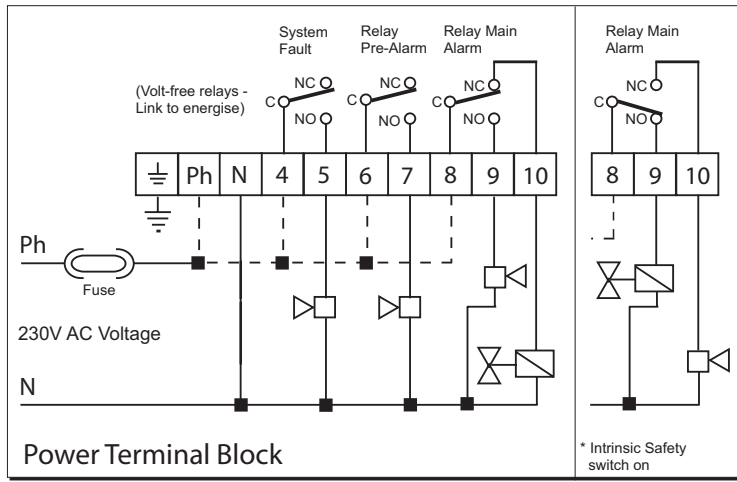 System
Fault
Relay
Pre-Alarm
Relay Main
Alarm
Relay Main
Alarm
(Volt-free relays -
Link to energise)
NC
C
NO
NC
C
NO
NC
C
NO
NC
C
NO
Ph N 4 5 6 7 8 9 10
8 9 10
Ph
Fuse
230V AC Voltage
N
Power Terminal Block
* Intrinsic Safety
switch on